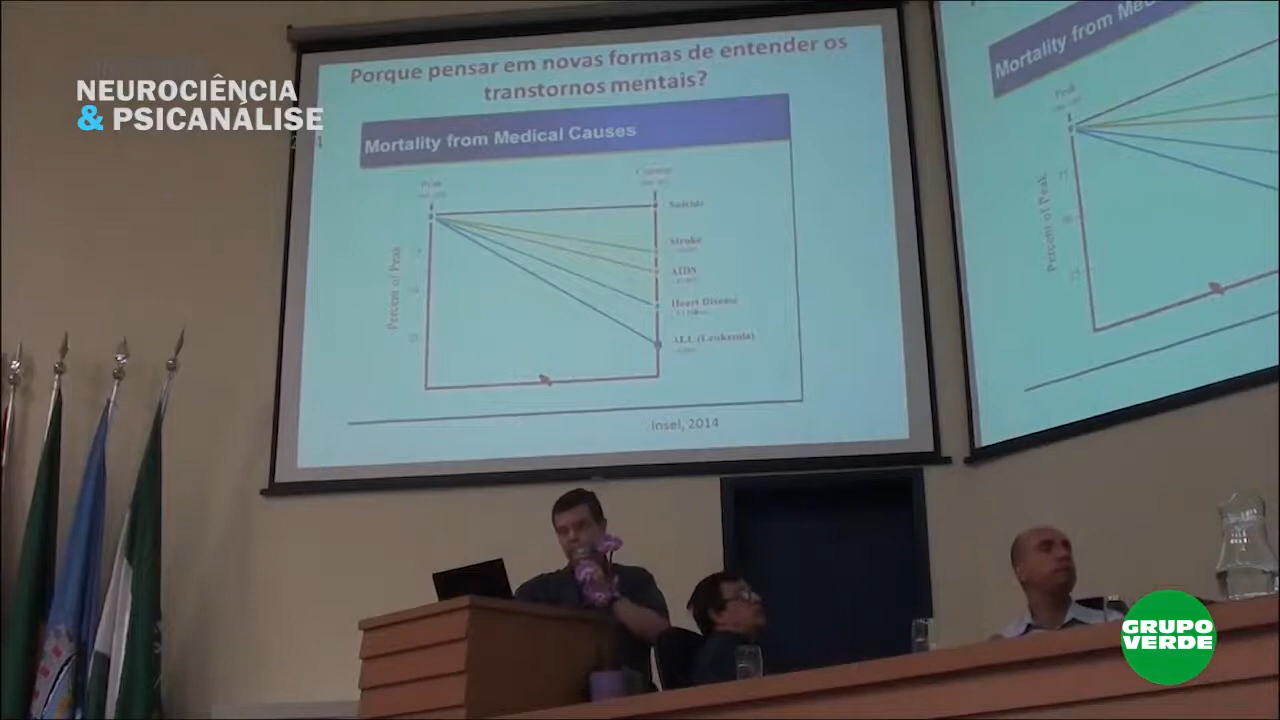 NEUROCIÊNCIA
& PSICANÁLISE
Porque pensar em novas formas de entender os
transtornos mentais?
Mortality from Medical Causes
Peak
Current
Percent of Peak
Suicide
Stroke
AIDS
Heart Disease
ALL (Leukemia)
Insel, 2014
Mortality from Med
Peak
Percent of Peak
GRUPO
VERDE